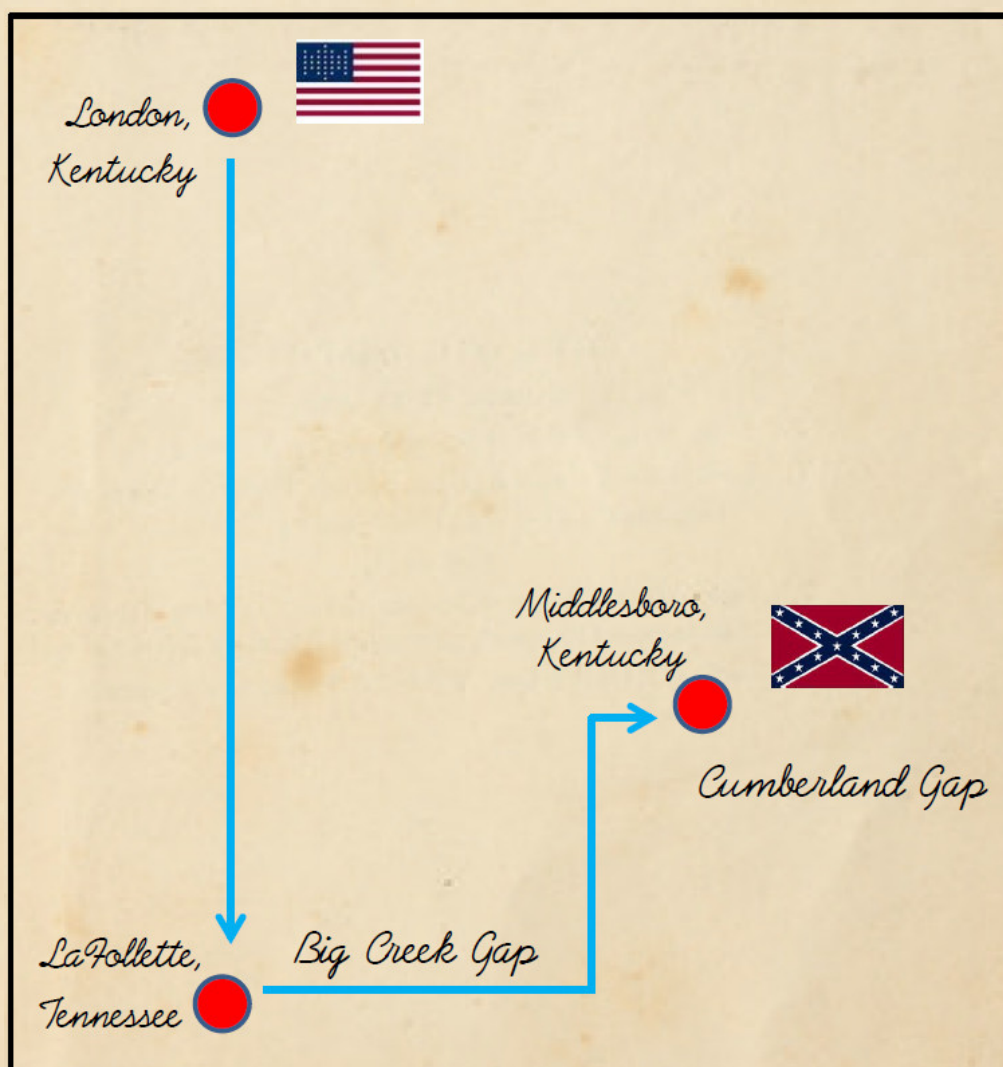 London,
Kentucky
Middlesboro,
Kentucky
Cumberland Gap
LaFollette,
Tennessee
Big Creek Gap